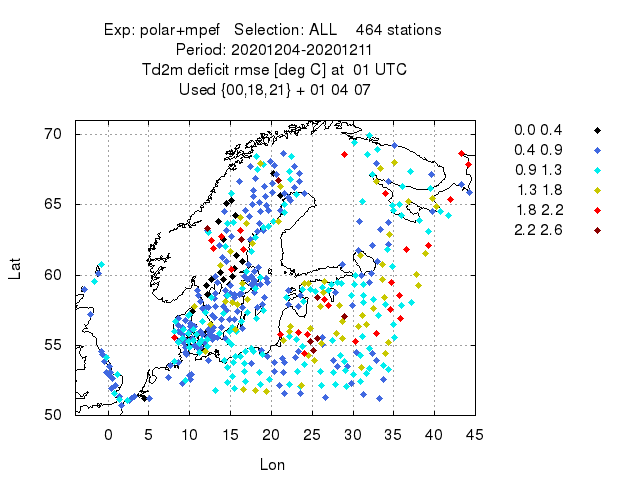 Exp: polar+mpef   Selection: ALL    464 stations
Period: 20201204-20201211
Td2m deficit rmse [deg C] at  01 UTC
Used {00,18,21} + 01 04 07
70
65
60
55
50
Lat
0 5 10 15 20 25 30 35 40 45
Lon
0.0 0.4
0.4 0.9
0.9 1.3
1.3 1.8
1.8 2.2
2.2 2.6